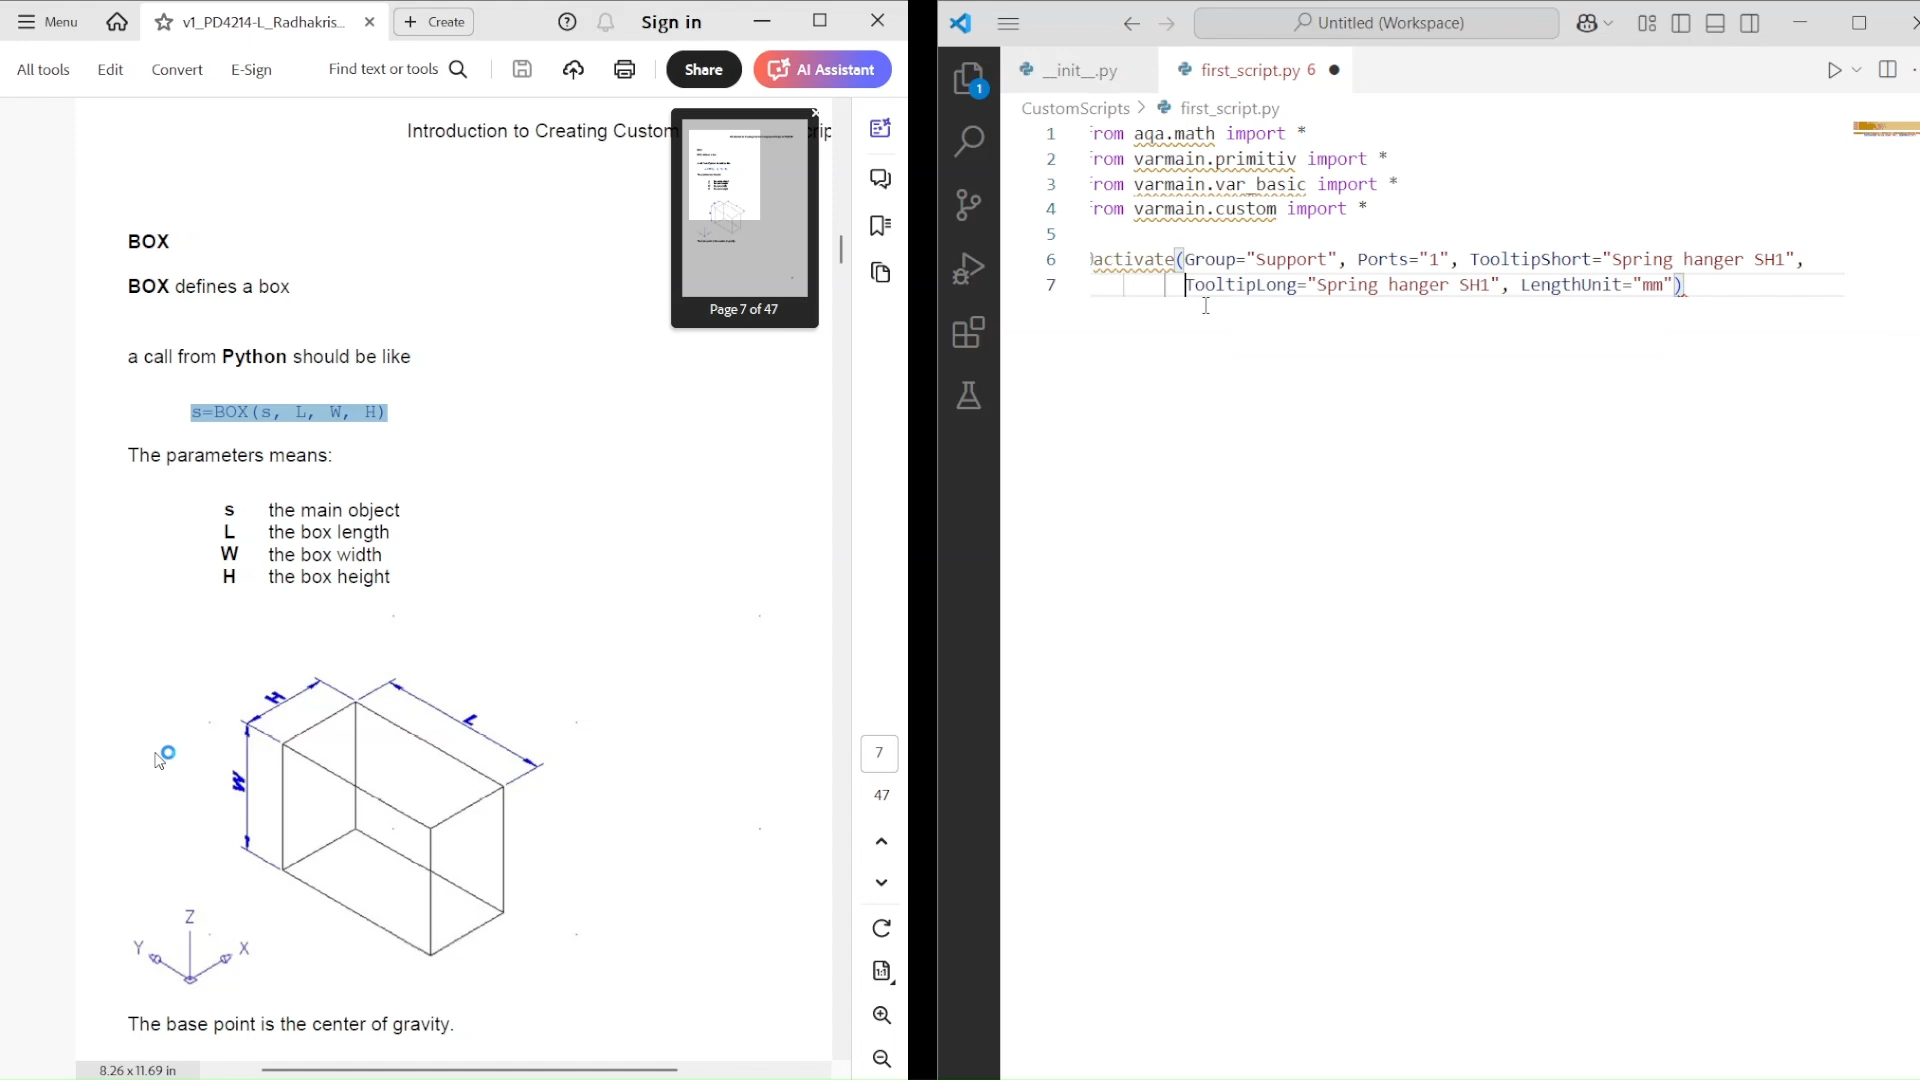 Menu
v1_PD4214-L_Radhakris...
Create
Sign in
All tools
Edit
Convert
E-Sign
Find text or tools
Share
AI Assistant
Introduction to Creating Custom
BOX
BOX defines a box
a call from Python should be like
s=BOX(s, L, W, H)
The parameters means:
s the main object
L the box length
W the box width
H the box height
H
L
W
Z
Y
X
The base point is the center of gravity.
8.26 x 11.69 in
Page 7 of 47
7
47
Untitled (Workspace)
1
__init__.py
first_script.py 6
CustomScripts > first_script.py
1 from aqa.math import *
2 from varmain.primitiv import *
3 from varmain.var_basic import *
4 from varmain.custom import *
5
6 @activate(Group="Support", Ports="1", TooltipShort="Spring hanger SH1",
7 TooltipLong="Spring hanger SH1", LengthUnit="mm")